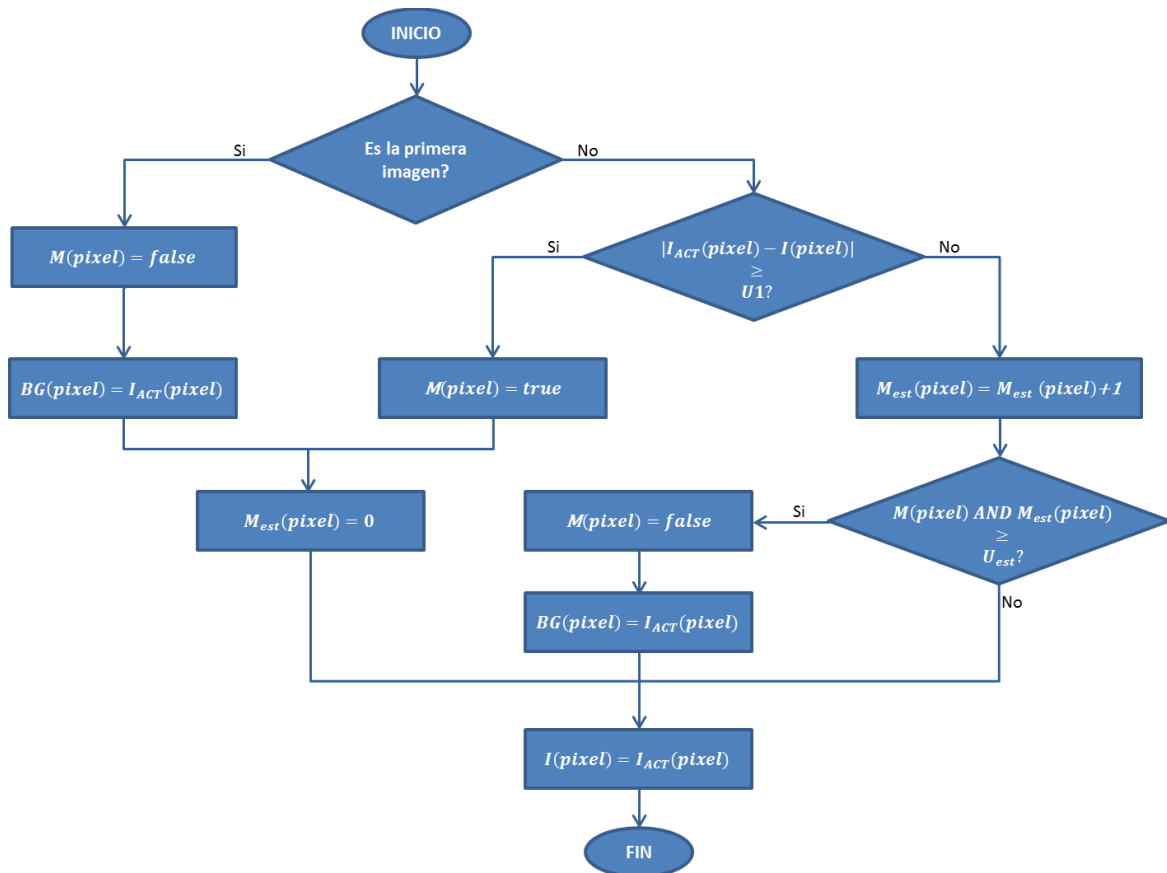 INICIO
Es la primera
imagen?
Si
No
M(pixel) = false
|I_ACT(pixel) − I(pixel)|
≥
U1?
Si
No
BG(pixel) = I_ACT(pixel)
M(pixel) = true
M_est(pixel) = M_est (pixel)+1
M_est(pixel) = 0
M(pixel) = false
Si
M(pixel) AND M_est(pixel)
≥
U_est?
No
BG(pixel) = I_ACT(pixel)
I(pixel) = I_ACT(pixel)
FIN